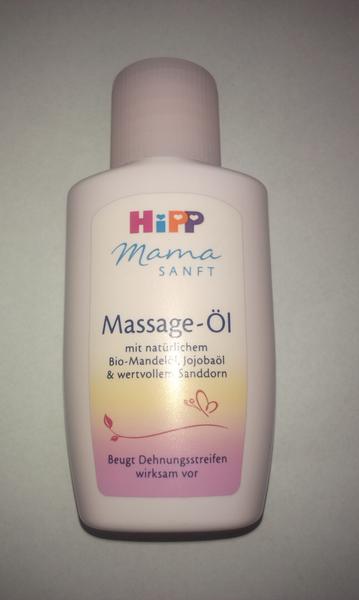 HiPP
Mama
SANFT
Massage-Öl
mit natürlichem
Bio-Mandelöl, Jojobaöl
& wertvollem Sanddorn
Beugt Dehnungsstreifen
wirksam vor